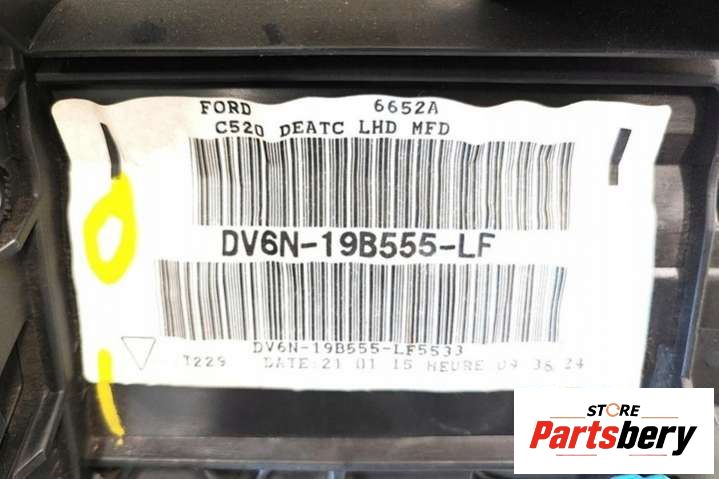 FORD 6652A
C520 DEATC LHD MFD
DV6N-19B555-LF
DV6N-19B555-LF5533
T229 DATE:21 01 15 HEURE:09 36 24
STORE
Partsbery